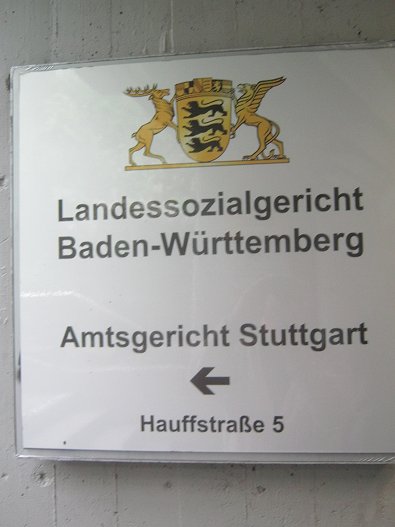 Landessozialgericht
Baden-Württemberg
Amtsgericht Stuttgart
Hauffstraße 5